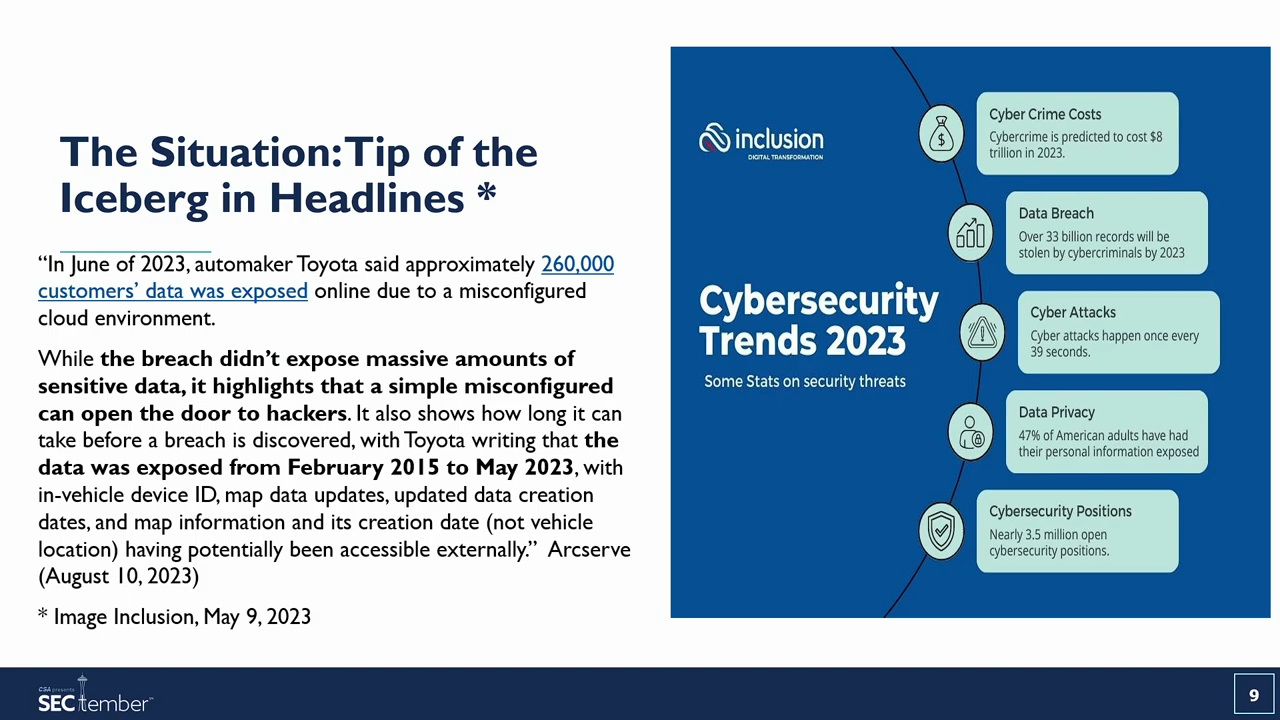 The Situation: Tip of the
Iceberg in Headlines *
“In June of 2023, automaker Toyota said approximately 260,000
customers’ data was exposed online due to a misconfigured
cloud environment.
While the breach didn’t expose massive amounts of
sensitive data, it highlights that a simple misconfigured
can open the door to hackers. It also shows how long it can
take before a breach is discovered, with Toyota writing that the
data was exposed from February 2015 to May 2023, with
in-vehicle device ID, map data updates, updated data creation
dates, and map information and its creation date (not vehicle
location) having potentially been accessible externally.” Arcserve
(August 10, 2023)
* Image Inclusion, May 9, 2023
inclusion
DIGITAL TRANSFORMATION
Cybersecurity
Trends 2023
Some Stats on security threats
$
Cyber Crime Costs
Cybercrime is predicted to cost $8
trillion in 2023.
Data Breach
Over 33 billion records will be
stolen by cybercriminals by 2023
Cyber Attacks
Cyber attacks happen once every
39 seconds.
Data Privacy
47% of American adults have had
their personal information exposed
Cybersecurity Positions
Nearly 3.5 million open
cybersecurity positions.
CSA presents
SECtember
9